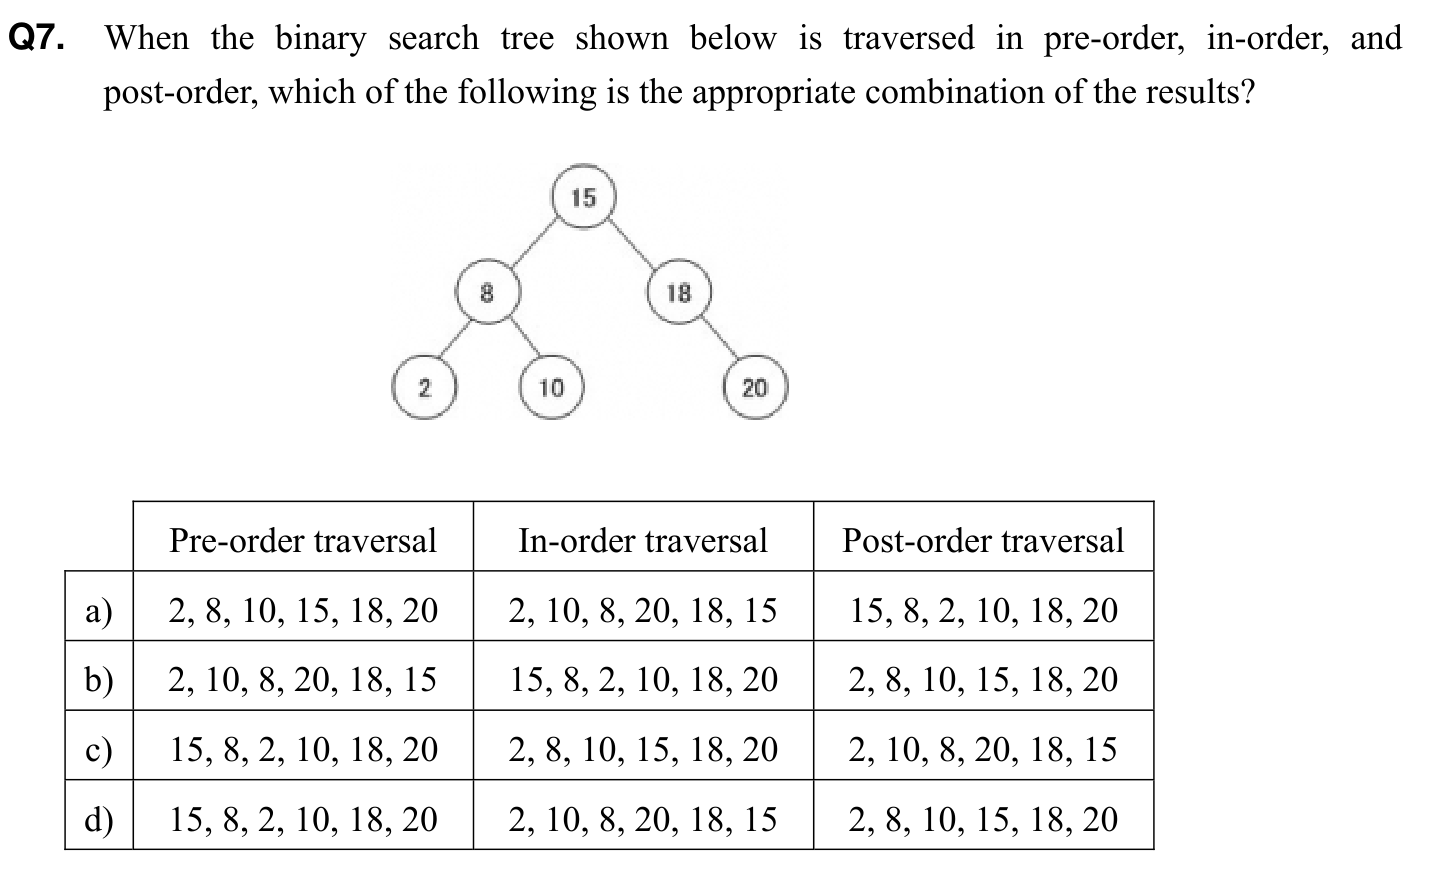 Q7. When the binary search tree shown below is traversed in pre-order, in-order, and
post-order, which of the following is the appropriate combination of the results?
15
8 18
2 10 20
Pre-order traversal In-order traversal Post-order traversal
a) 2, 8, 10, 15, 18, 20 2, 10, 8, 20, 18, 15 15, 8, 2, 10, 18, 20
b) 2, 10, 8, 20, 18, 15 15, 8, 2, 10, 18, 20 2, 8, 10, 15, 18, 20
c) 15, 8, 2, 10, 18, 20 2, 8, 10, 15, 18, 20 2, 10, 8, 20, 18, 15
d) 15, 8, 2, 10, 18, 20 2, 10, 8, 20, 18, 15 2, 8, 10, 15, 18, 20